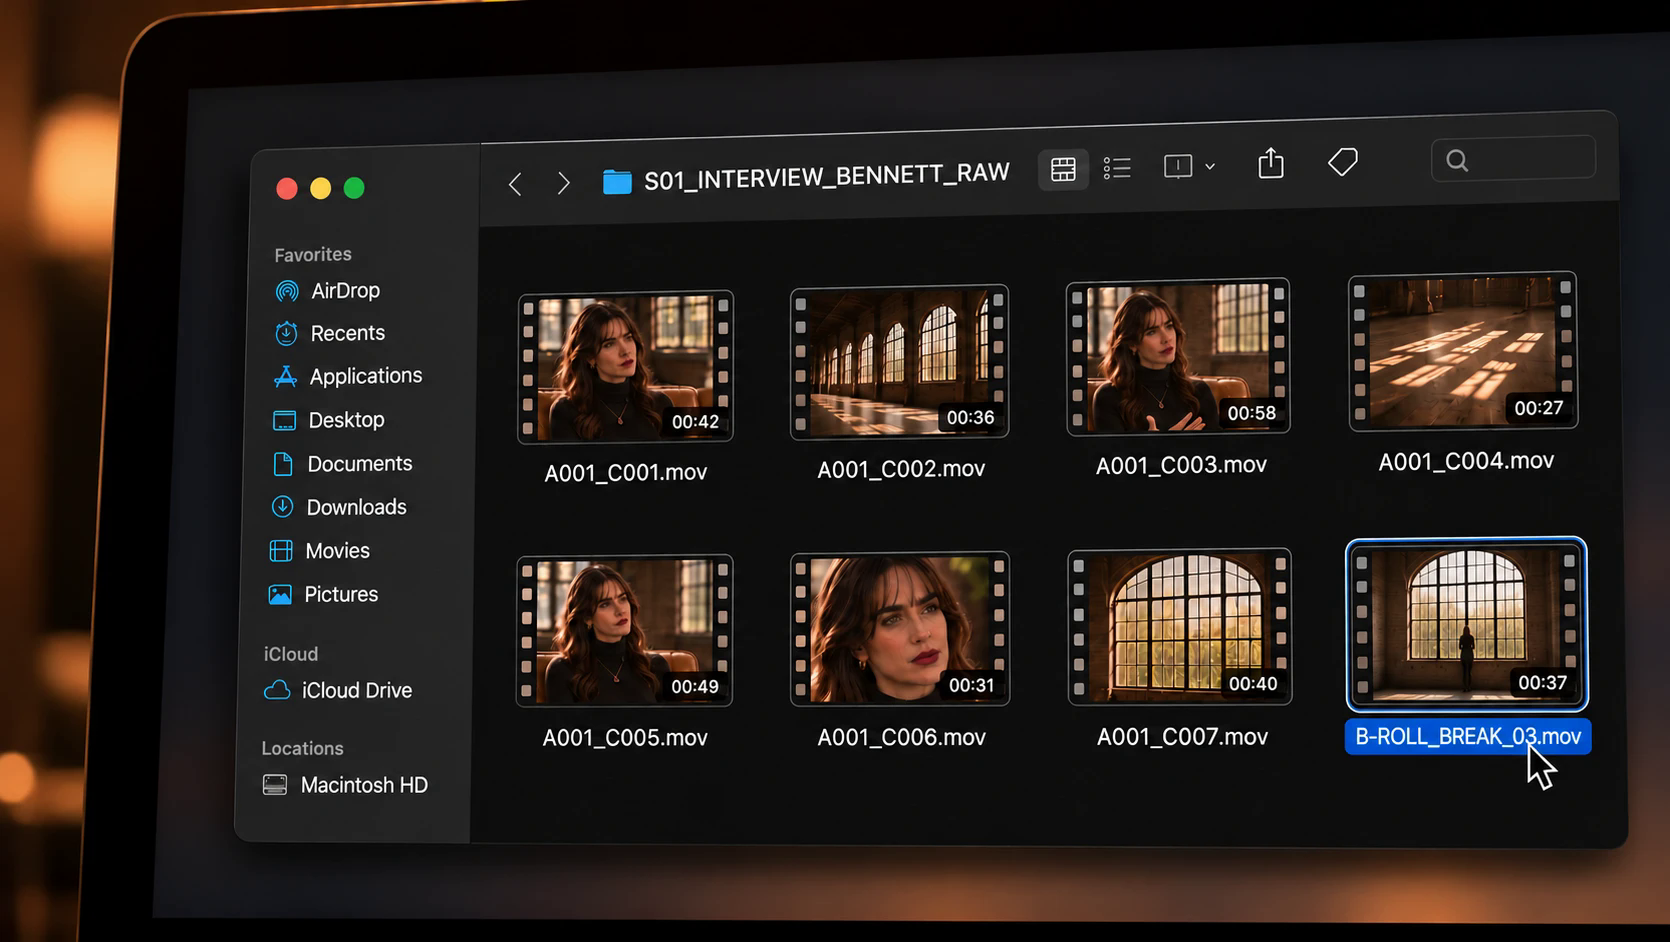 S01_INTERVIEW_BENNETT_RAW
Favorites
AirDrop
Recents
Applications
Desktop
Documents
Downloads
Movies
Pictures
iCloud
iCloud Drive
Locations
Macintosh HD
00:42
00:36
00:58
00:27
A001_C001.mov
A001_C002.mov
A001_C003.mov
A001_C004.mov
00:49
00:31
00:40
00:37
A001_C005.mov
A001_C006.mov
A001_C007.mov
B-ROLL_BREAK_03.mov